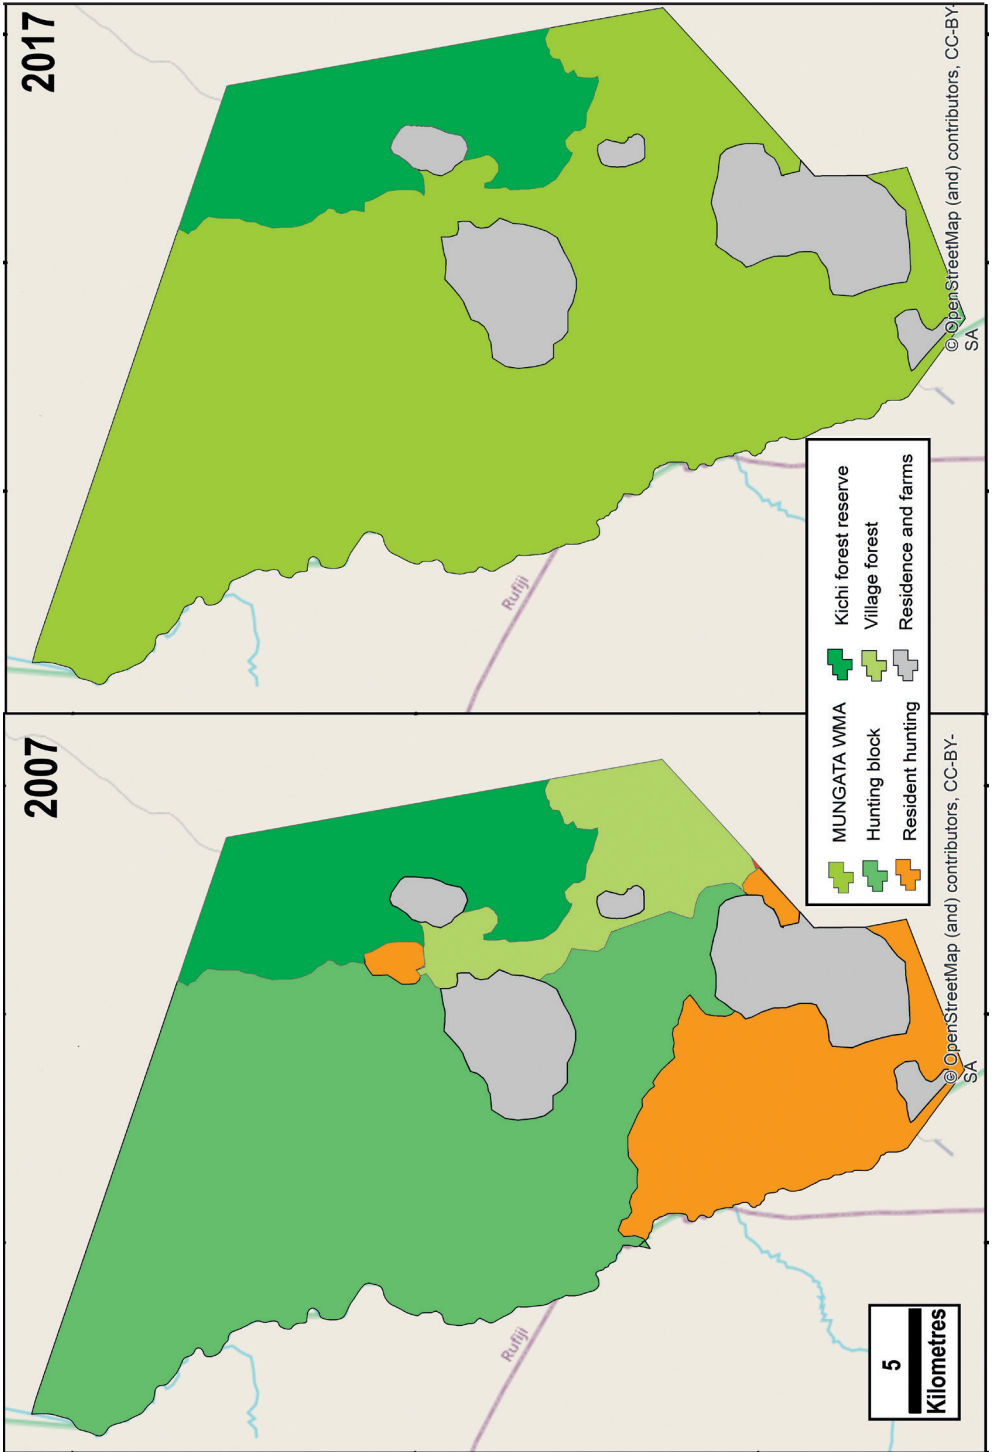 2007
Rufiji
5
Kilometres
© OpenStreetMap (and) contributors, CC-BY-
SA
2017
Rufiji
© OpenStreetMap (and) contributors, CC-BY-
SA
MUNGATA WMA
Hunting block
Resident hunting
Kichi forest reserve
Village forest
Residence and farms